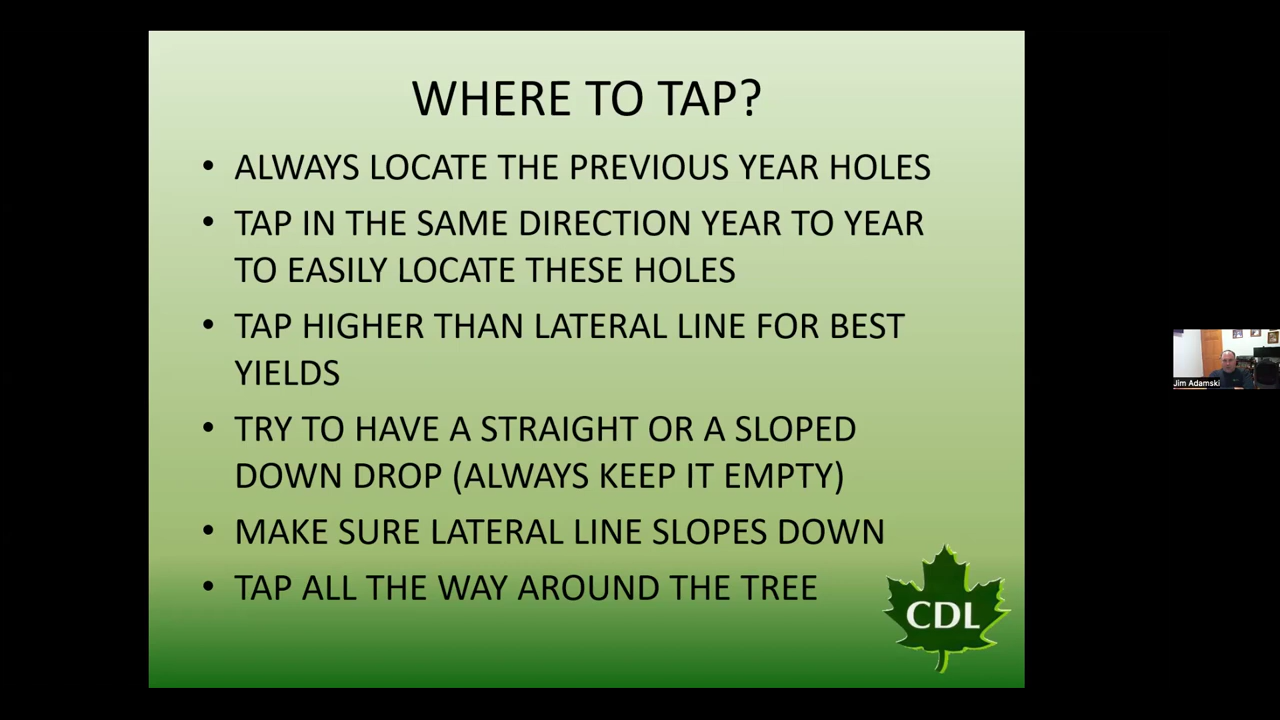 WHERE TO TAP?
• ALWAYS LOCATE THE PREVIOUS YEAR HOLES
• TAP IN THE SAME DIRECTION YEAR TO YEAR
TO EASILY LOCATE THESE HOLES
• TAP HIGHER THAN LATERAL LINE FOR BEST
YIELDS
• TRY TO HAVE A STRAIGHT OR A SLOPED
DOWN DROP (ALWAYS KEEP IT EMPTY)
• MAKE SURE LATERAL LINE SLOPES DOWN
• TAP ALL THE WAY AROUND THE TREE
CDL
Jim Adamski